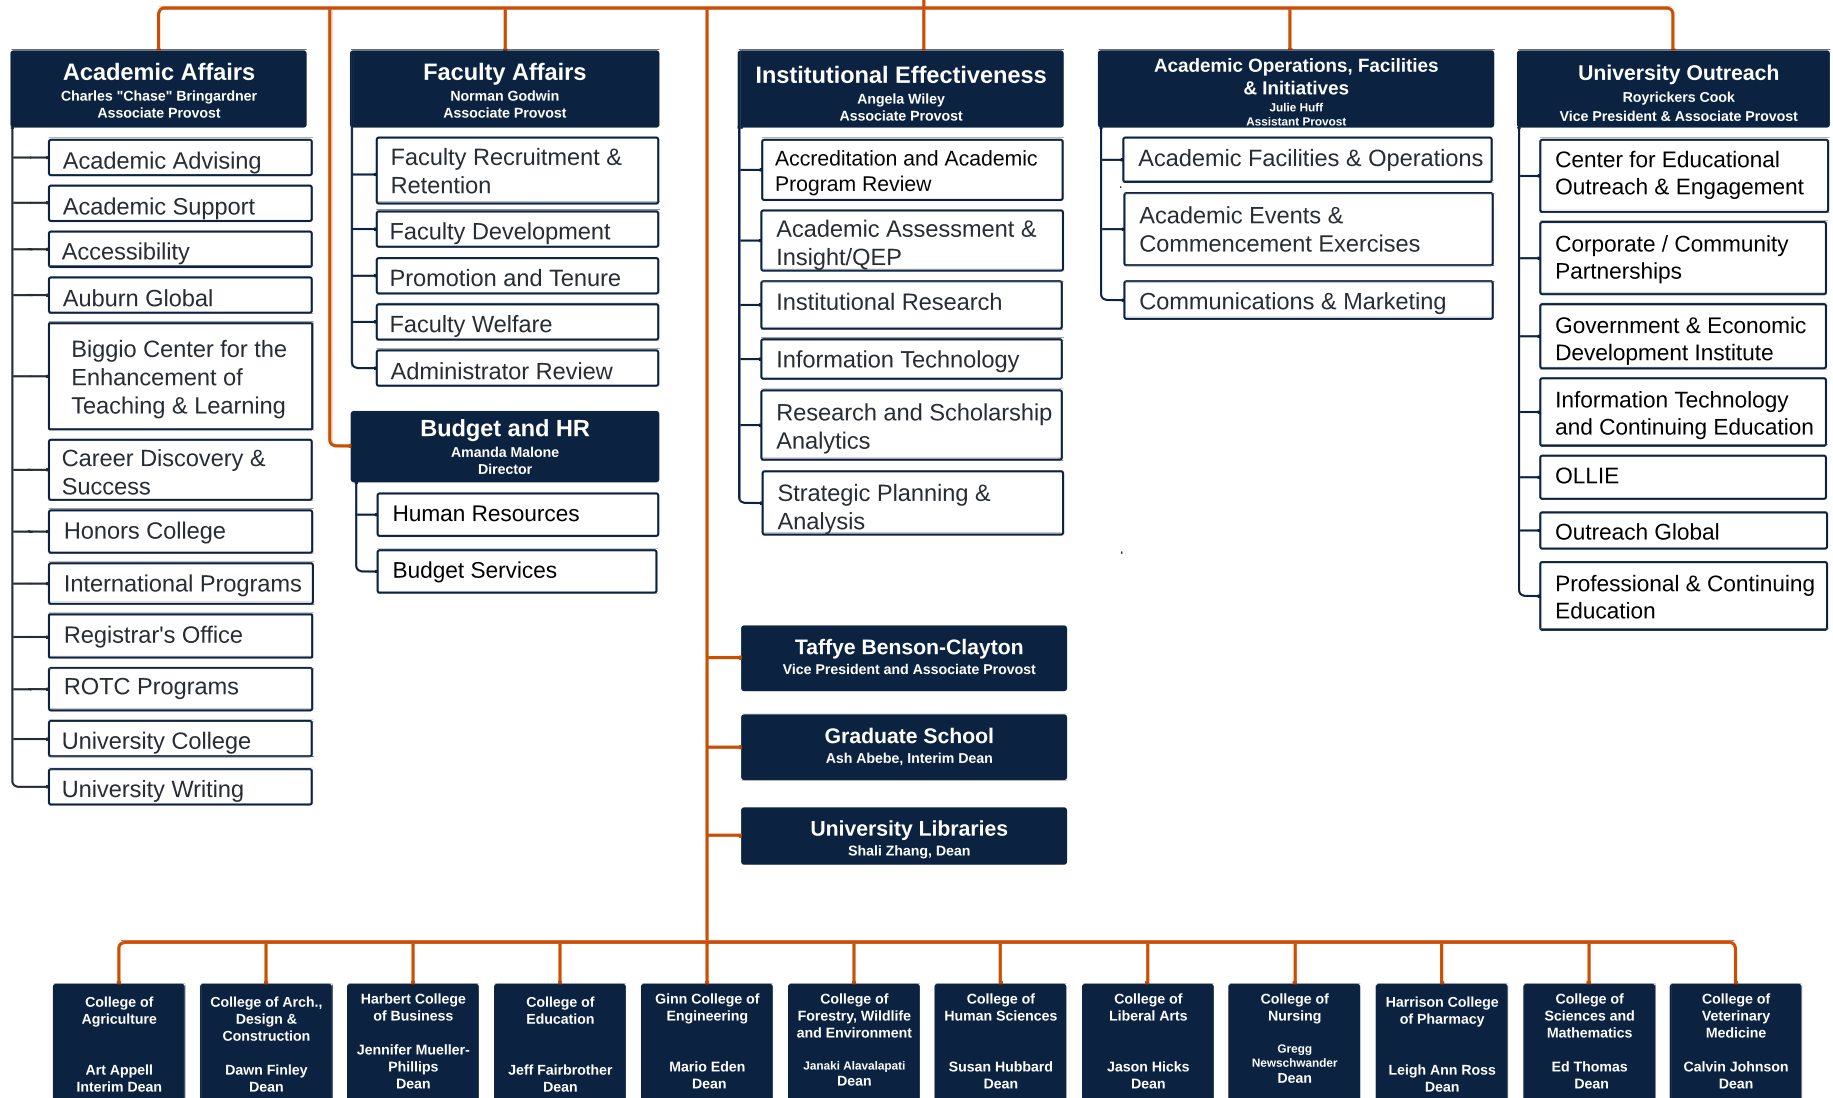 Academic Affairs
Charles "Chase" Bringardner
Associate Provost
Academic Advising
Academic Support
Accessibility
Auburn Global
Biggio Center for the
Enhancement of
Teaching & Learning
Career Discovery &
Success
Honors College
International Programs
Registrar's Office
ROTC Programs
University College
University Writing
Faculty Affairs
Norman Godwin
Associate Provost
Faculty Recruitment &
Retention
Faculty Development
Promotion and Tenure
Faculty Welfare
Administrator Review
Budget and HR
Amanda Malone
Director
Human Resources
Budget Services
Institutional Effectiveness
Angela Wiley
Associate Provost
Accreditation and Academic
Program Review
Academic Assessment &
Insight/QEP
Institutional Research
Information Technology
Research and Scholarship
Analytics
Strategic Planning &
Analysis
Academic Operations, Facilities
& Initiatives
Julie Huff
Assistant Provost
Academic Facilities & Operations
Academic Events &
Commencement Exercises
Communications & Marketing
University Outreach
Royrickers Cook
Vice President & Associate Provost
Center for Educational
Outreach & Engagement
Corporate / Community
Partnerships
Government & Economic
Development Institute
Information Technology
and Continuing Education
OLLIE
Outreach Global
Professional & Continuing
Education
Taffye Benson-Clayton
Vice President and Associate Provost
Graduate School
Ash Abebe, Interim Dean
University Libraries
Shali Zhang, Dean
College of
Agriculture
Art Appell
Interim Dean
College of Arch.,
Design &
Construction
Dawn Finley
Dean
Harbert College
of Business
Jennifer Mueller-
Phillips
Dean
College of
Education
Jeff Fairbrother
Dean
Ginn College of
Engineering
Mario Eden
Dean
College of
Forestry, Wildlife
and Environment
Janaki Alavalapati
Dean
College of
Human Sciences
Susan Hubbard
Dean
College of
Liberal Arts
Jason Hicks
Dean
College of
Nursing
Gregg
Newschwander
Dean
Harrison College
of Pharmacy
Leigh Ann Ross
Dean
College of
Sciences and
Mathematics
Ed Thomas
Dean
College of
Veterinary
Medicine
Calvin Johnson
Dean